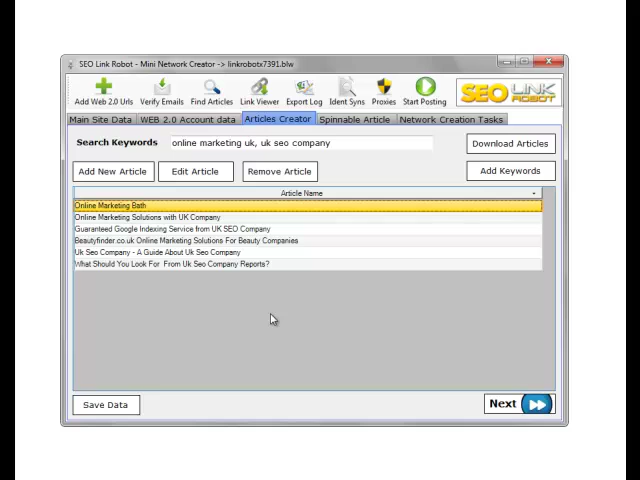 SEO Link Robot - Mini Network Creator -> linkrobotx7391.blw
Add Web 2.0 Urls Verify Emails Find Articles Link Viewer Export Log Ident Syns Proxies Start Posting
SEO LINK ROBOT
Main Site Data WEB 2.0 Account data Articles Creator Spinnable Article Network Creation Tasks
Search Keywords online marketing uk, uk seo company Download Articles
Add New Article Edit Article Remove Article Add Keywords
Article Name
Online Marketing Bath
Online Marketing Solutions with UK Company
Guaranteed Google Indexing Service from UK SEO Company
Beautyfinder.co.uk Online Marketing Solutions For Beauty Companies
Uk Seo Company - A Guide About Uk Seo Company
What Should You Look For From Uk Seo Company Reports?
Save Data Next